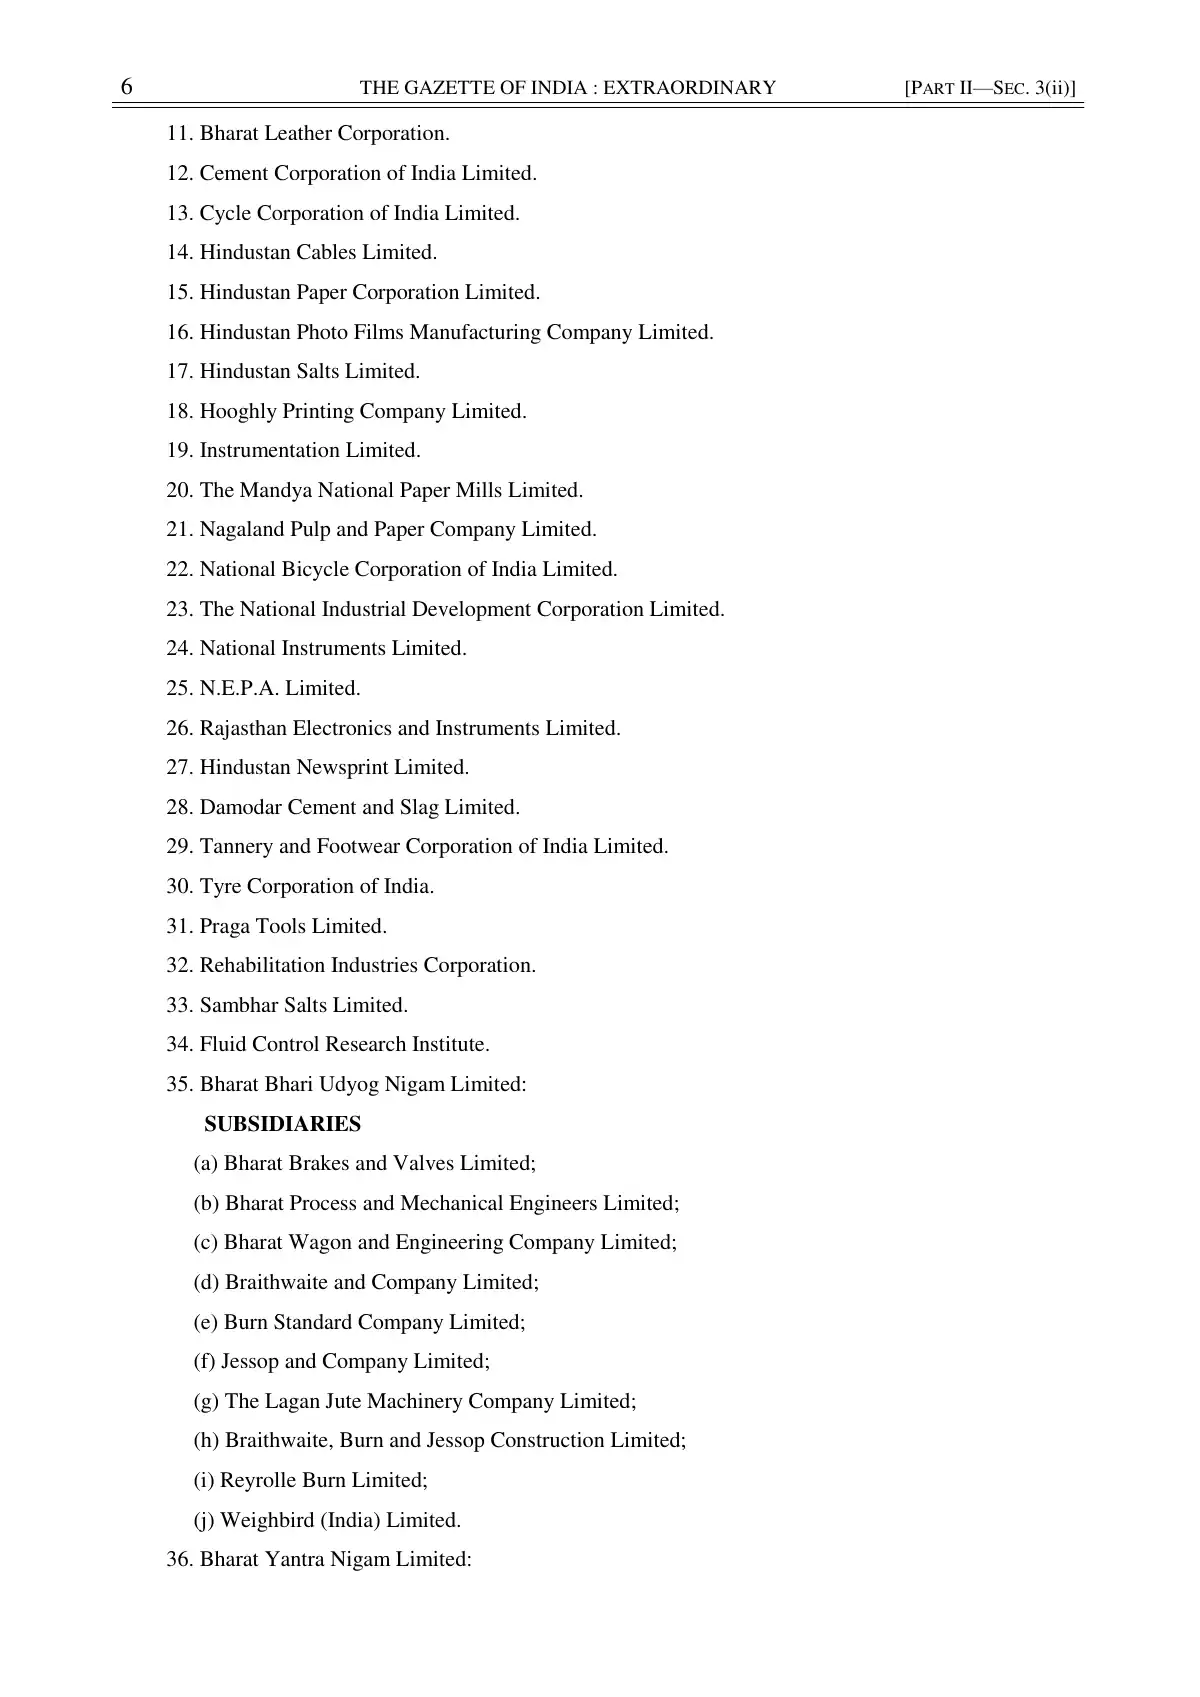 6 THE GAZETTE OF INDIA : EXTRAORDINARY [PART II—SEC. 3(ii)]
11. Bharat Leather Corporation.
12. Cement Corporation of India Limited.
13. Cycle Corporation of India Limited.
14. Hindustan Cables Limited.
15. Hindustan Paper Corporation Limited.
16. Hindustan Photo Films Manufacturing Company Limited.
17. Hindustan Salts Limited.
18. Hooghly Printing Company Limited.
19. Instrumentation Limited.
20. The Mandya National Paper Mills Limited.
21. Nagaland Pulp and Paper Company Limited.
22. National Bicycle Corporation of India Limited.
23. The National Industrial Development Corporation Limited.
24. National Instruments Limited.
25. N.E.P.A. Limited.
26. Rajasthan Electronics and Instruments Limited.
27. Hindustan Newsprint Limited.
28. Damodar Cement and Slag Limited.
29. Tannery and Footwear Corporation of India Limited.
30. Tyre Corporation of India.
31. Praga Tools Limited.
32. Rehabilitation Industries Corporation.
33. Sambhar Salts Limited.
34. Fluid Control Research Institute.
35. Bharat Bhari Udyog Nigam Limited:
SUBSIDIARIES
(a) Bharat Brakes and Valves Limited;
(b) Bharat Process and Mechanical Engineers Limited;
(c) Bharat Wagon and Engineering Company Limited;
(d) Braithwaite and Company Limited;
(e) Burn Standard Company Limited;
(f) Jessop and Company Limited;
(g) The Lagan Jute Machinery Company Limited;
(h) Braithwaite, Burn and Jessop Construction Limited;
(i) Reyrolle Burn Limited;
(j) Weighbird (India) Limited.
36. Bharat Yantra Nigam Limited: